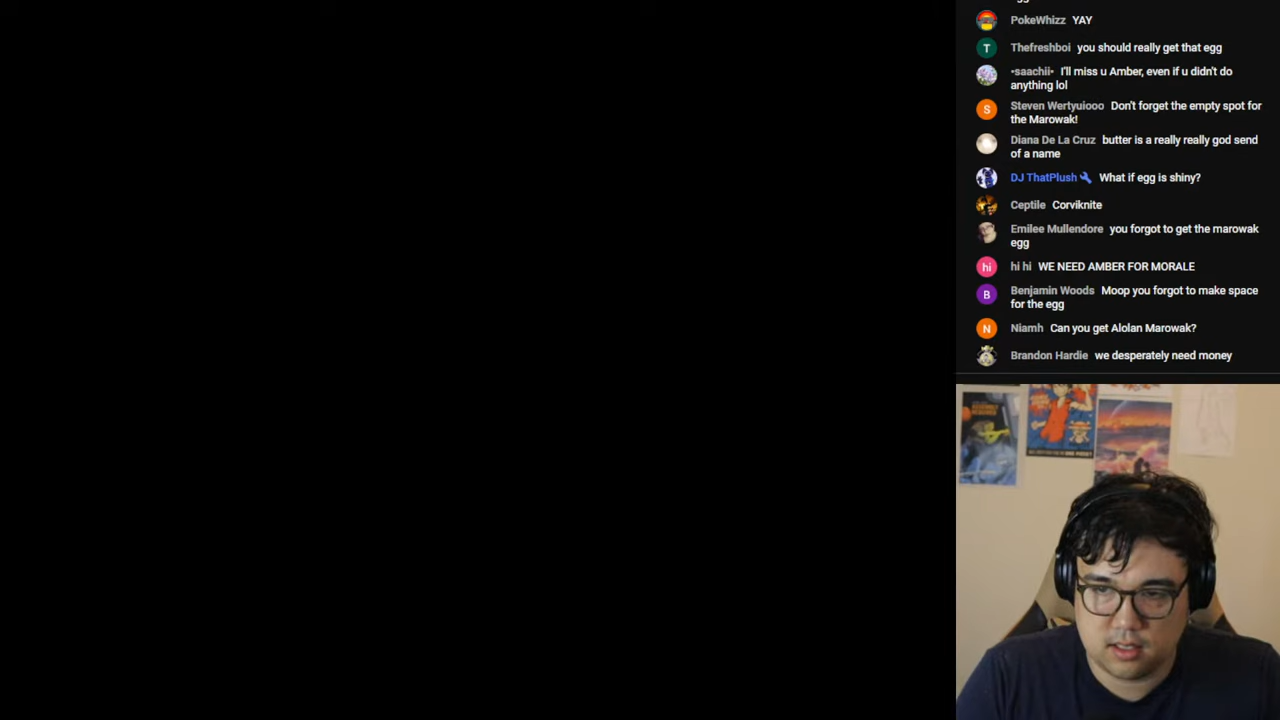 PokeWhizz YAY
Thefreshboi you should really get that egg
T
•saachii• I'll miss u Amber, even if u didn't do
anything lol
Steven Wertyuiooo Don't forget the empty spot for
S
the Marowak!
Diana De La Cruz butter is a really really god send
of a name
DJ ThatPlush What if egg is shiny?
Ceptile Corviknite
Emilee Mullendore you forgot to get the marowak
egg
hi hi hi WE NEED AMBER FOR MORALE
Benjamin Woods Moop you forgot to make space
B
for the egg
N Niamh Can you get Alolan Marowak?
Brandon Hardie we desperately need money